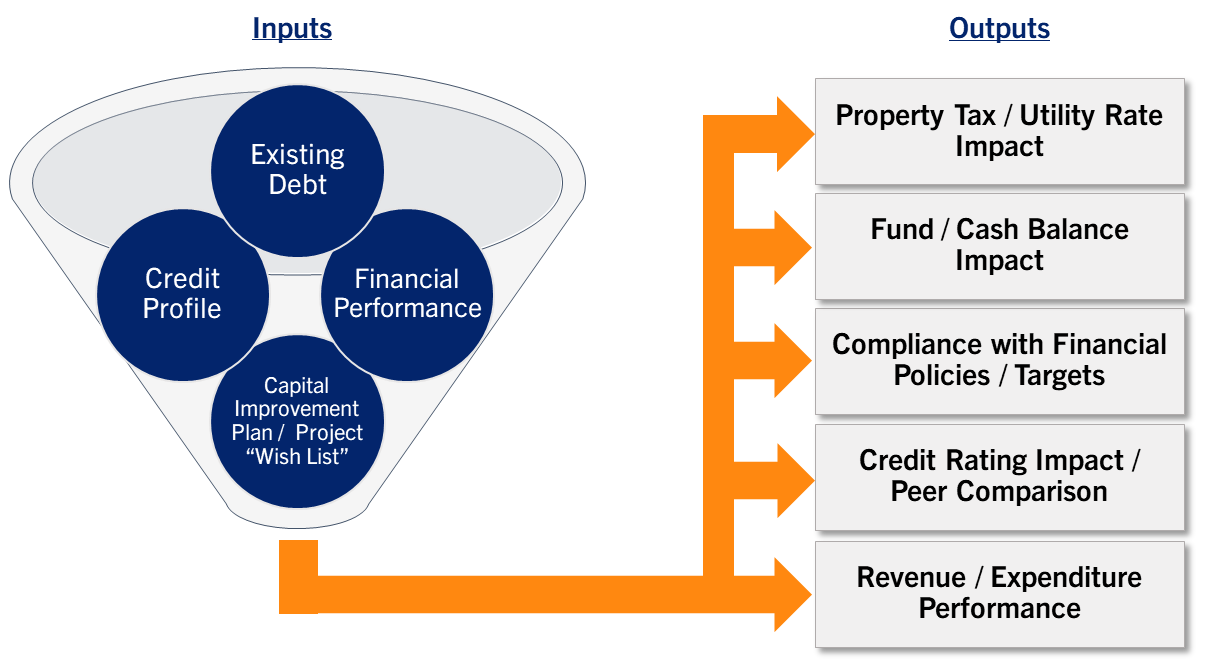 Inputs
Existing
Debt
Credit
Profile
Financial
Performance
Capital
Improvement
Plan / Project
“Wish List”
Outputs
Property Tax / Utility Rate
Impact
Fund / Cash Balance
Impact
Compliance with Financial
Policies / Targets
Credit Rating Impact /
Peer Comparison
Revenue / Expenditure
Performance